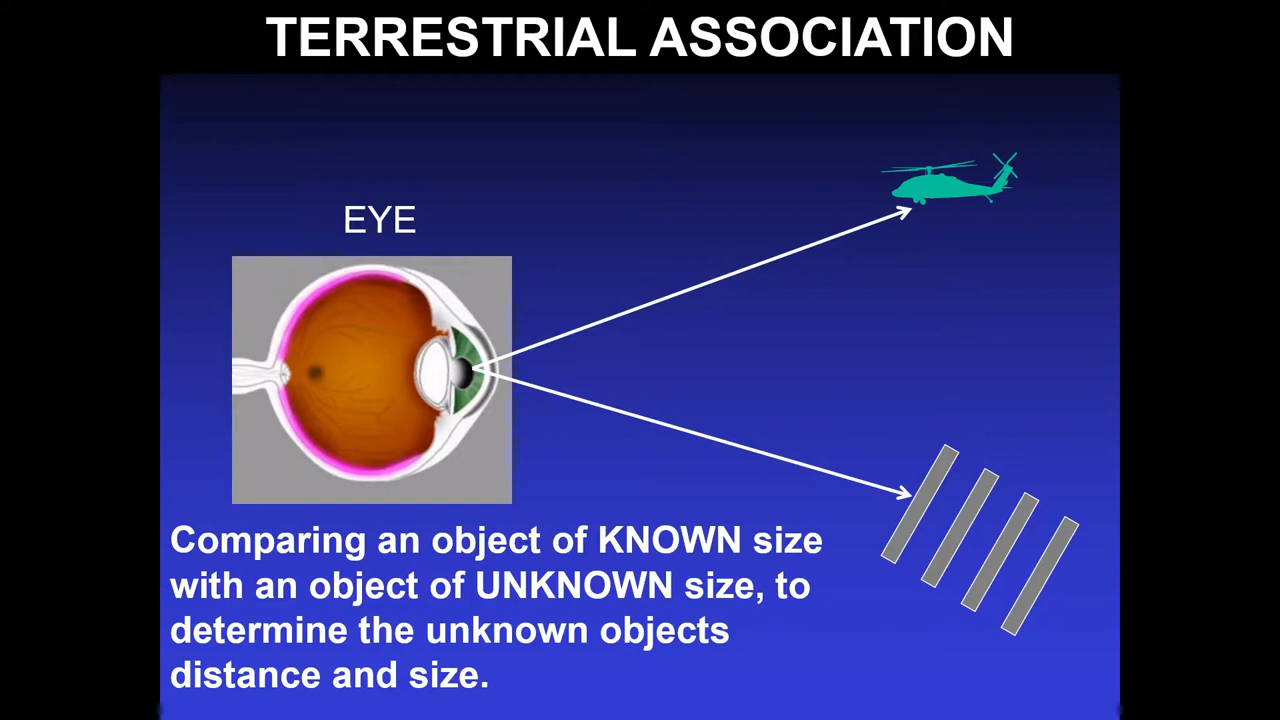 TERRESTRIAL ASSOCIATION
EYE
Comparing an object of KNOWN size
with an object of UNKNOWN size, to
determine the unknown objects
distance and size.